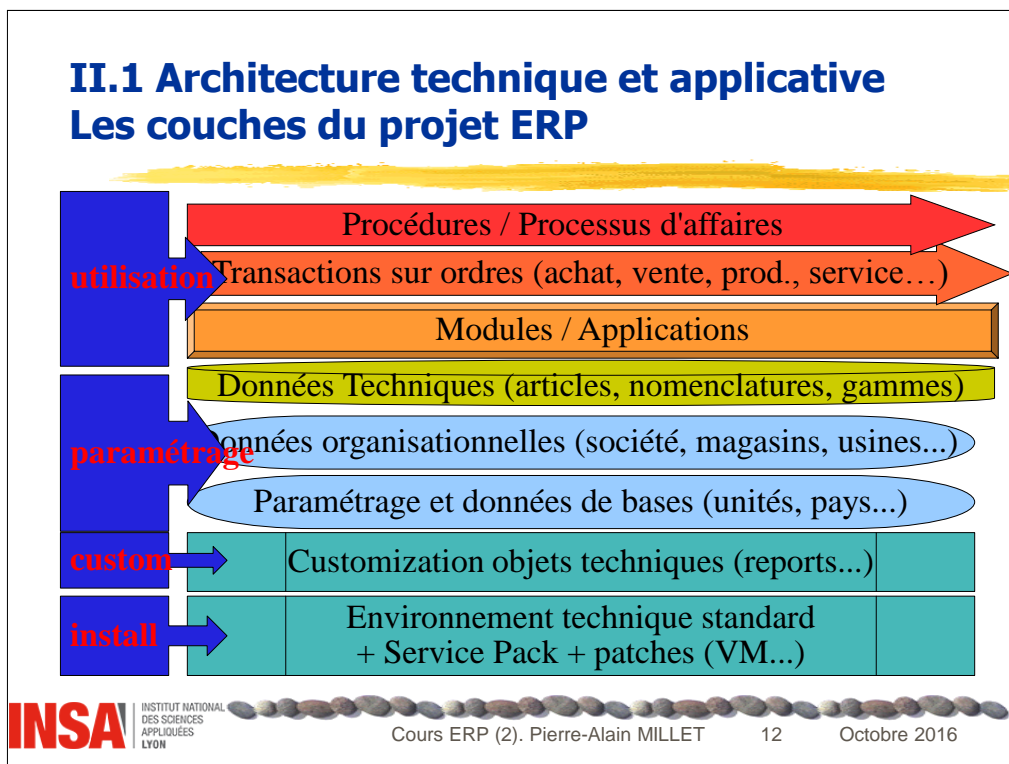 II.1 Architecture technique et applicative
Les couches du projet ERP
utilisation
Procédures / Processus d'affaires
Transactions sur ordres (achat, vente, prod., service…)
Modules / Applications
paramétrage
Données Techniques (articles, nomenclatures, gammes)
Données organisationnelles (société, magasins, usines...)
Paramétrage et données de bases (unités, pays...)
custom
Customization objets techniques (reports...)
install
Environnement technique standard
+ Service Pack + patches (VM...)
INSA
INSTITUT NATIONAL
DES SCIENCES
APPLIQUÉES
LYON
Cours ERP (2). Pierre-Alain MILLET
12
Octobre 2016